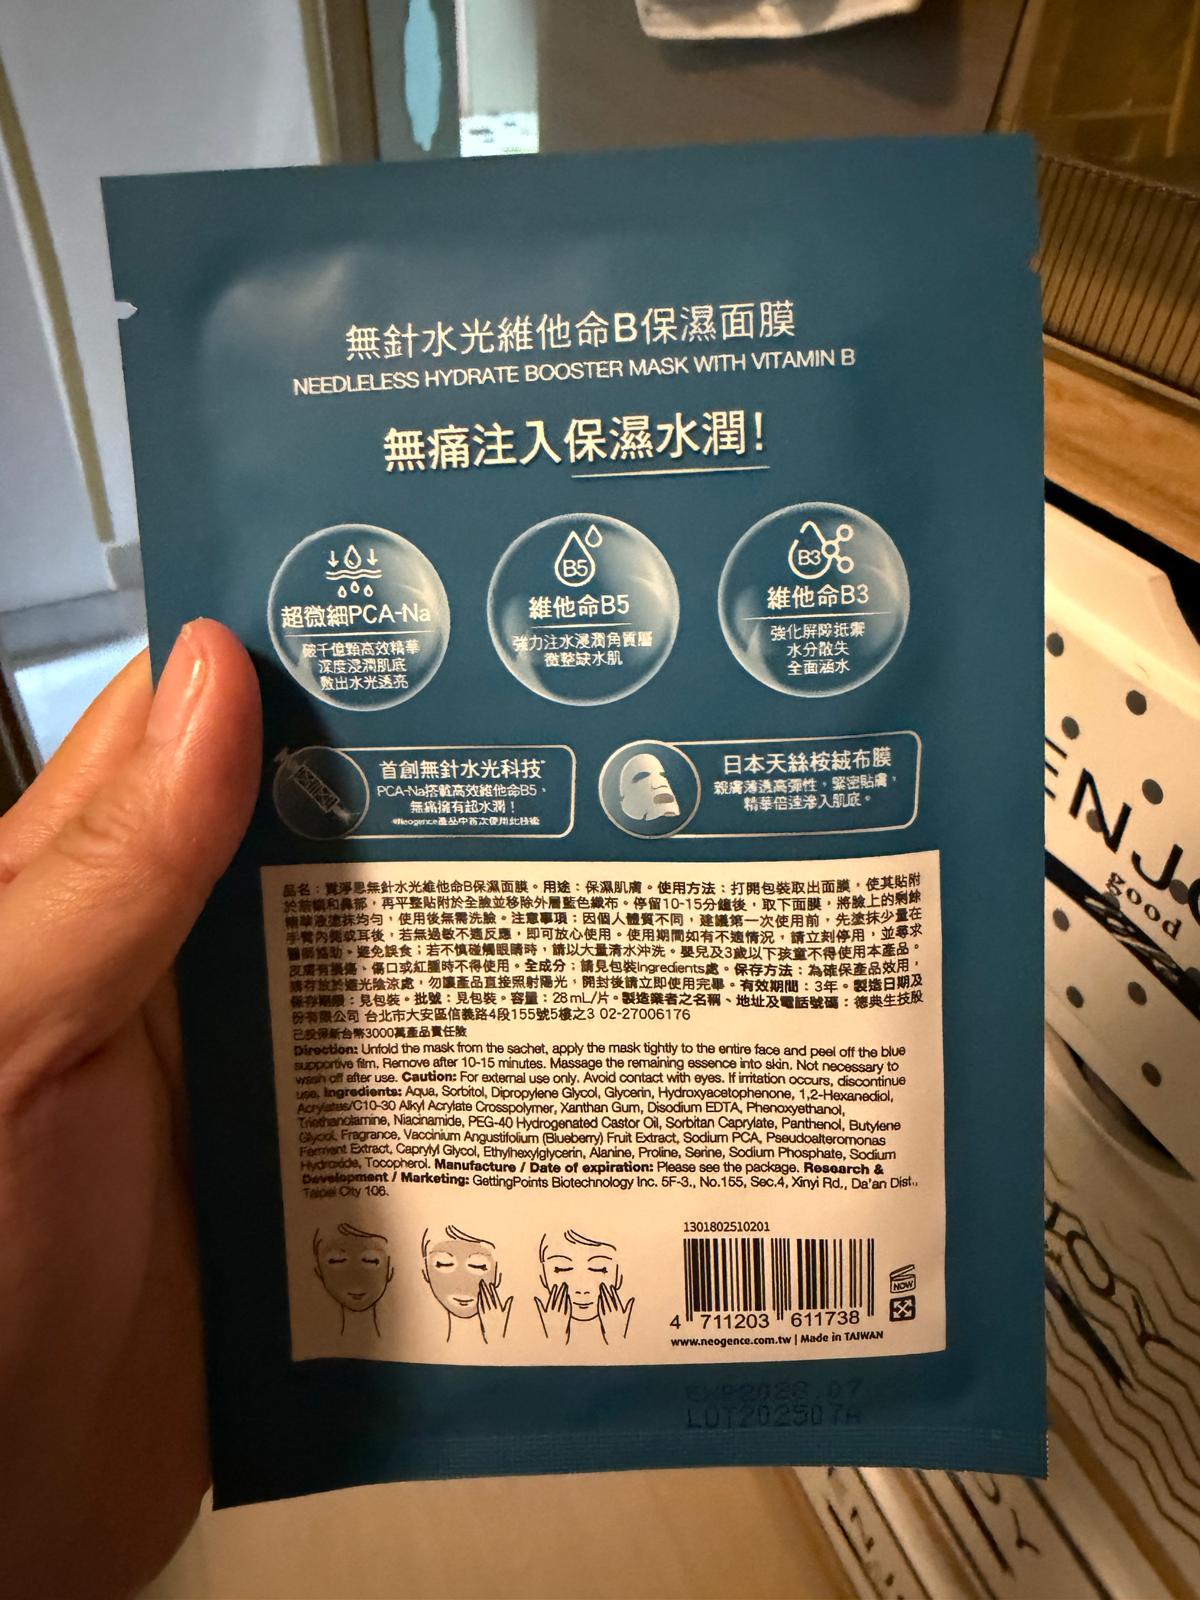 無針水光維他命B保濕面膜
NEEDLELESS HYDRATE BOOSTER MASK WITH VITAMIN B
無痛注入保濕水潤!
超微細PCA-Na
破千億顆高效精華
深度浸潤肌底
敷出水光透亮
B5
維他命B5
強力注水浸潤角質層
微整缺水肌
B3
維他命B3
強化屏障抵禦
水分散失
全面涵水
首創無針水光科技*
PCA-Na搭載高效維他命B5,
無痛擁有超水潤!
*Neogence產品中首次使用此技術
日本天絲桉絨布膜
親膚薄透高彈性,緊密貼膚,
精華倍速滲入肌底。
品名:霓淨思無針水光維他命B保濕面膜。用途:保濕肌膚。使用方法:打開包裝取出面膜,使其貼附
於前額和鼻部,再平整貼附於全臉並移除外層藍色織布。停留10-15分鐘後,取下面膜,將臉上的剩餘
精華液塗抹均勻,使用後無需洗臉。注意事項:因個人體質不同,建議第一次使用前,先塗抹少量在
手臂內側或耳後,若無過敏不適反應,即可放心使用。使用期間如有不適情況,請立刻停用,並尋求
醫師協助。避免誤食;若不慎碰觸眼睛時,請以大量清水沖洗。嬰兒及3歲以下孩童不得使用本產品。
皮膚有損傷、傷口或紅腫時不得使用。全成分:請見包裝Ingredients處。保存方法:為確保產品效用,
請存放於避光陰涼處,勿讓產品直接照射陽光,開封後請立即使用完畢。有效期間:3年。製造日期及
保存期限:見包裝。批號:見包裝。容量:28mL/片。製造業者之名稱、地址及電話號碼:德典生技股
份有限公司 台北市大安區信義路4段155號5樓之3 02-27006176
已投保新台幣3000萬產品責任險
Direction: Unfold the mask from the sachet, apply the mask tightly to the entire face and peel off the blue
supportive film. Remove after 10-15 minutes. Massage the remaining essence into skin. Not necessary to
wash off after use. Caution: For external use only. Avoid contact with eyes. If irritation occurs, discontinue
use. Ingredients: Aqua, Sorbitol, Dipropylene Glycol, Glycerin, Hydroxyacetophenone, 1,2-Hexanediol,
Acrylates/C10-30 Alkyl Acrylate Crosspolymer, Xanthan Gum, Disodium EDTA, Phenoxyethanol,
Triethanolamine, Niacinamide, PEG-40 Hydrogenated Castor Oil, Sorbitan Caprylate, Panthenol, Butylene
Glycol, Fragrance, Vaccinium Angustifolium (Blueberry) Fruit Extract, Sodium PCA, Pseudoalteromonas
Ferment Extract, Caprylyl Glycol, Ethylhexylglycerin, Alanine, Proline, Serine, Sodium Phosphate, Sodium
Hydroxide, Tocopherol. Manufacture / Date of expiration: Please see the package. Research &
Development / Marketing: GettingPoints Biotechnology Inc. 5F-3., No.155, Sec.4, Xinyi Rd., Da'an Dist.,
Taipei City 106.
1301802510201
4 711203 611738
NOW
www.neogence.com.tw | Made in TAIWAN
EXP2028.07
LOT202507A
ENJ
good